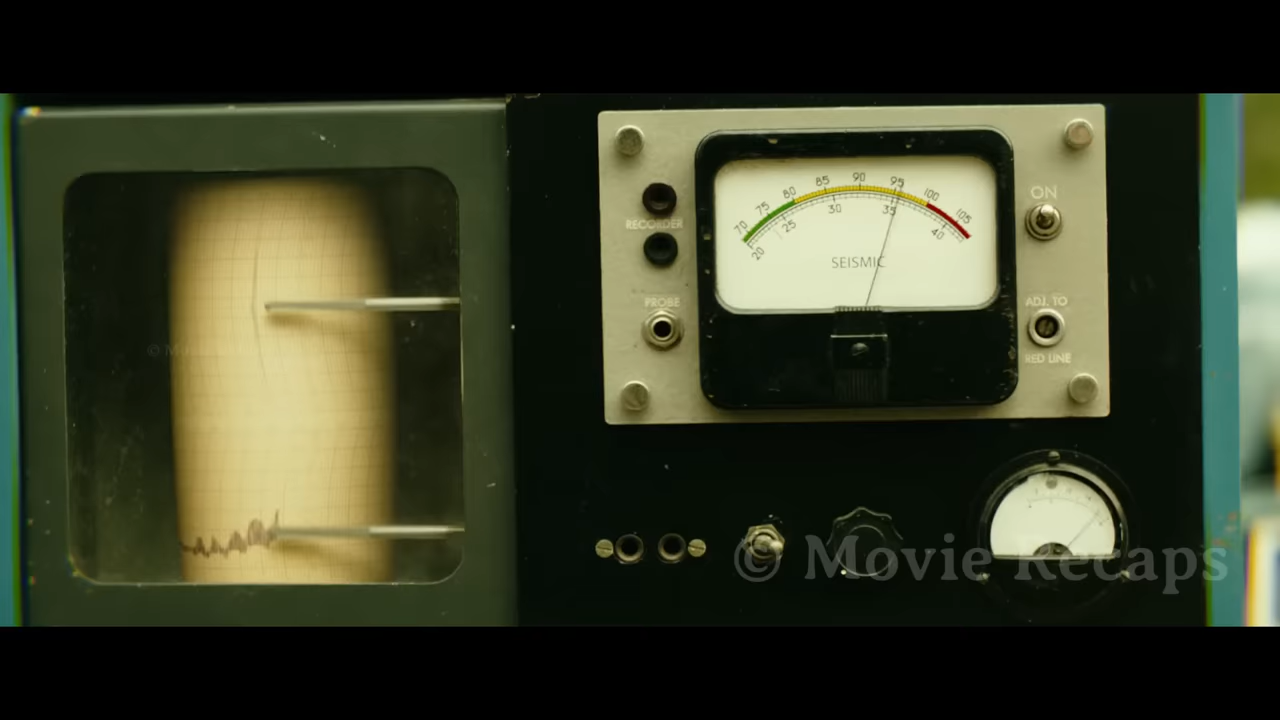 70 75 80 85 90 95 100 105
20 25 30 35 40
SEISMIC
RECORDER
PROBE
ON
ADJ. TO
RED LINE
© Movie Recaps